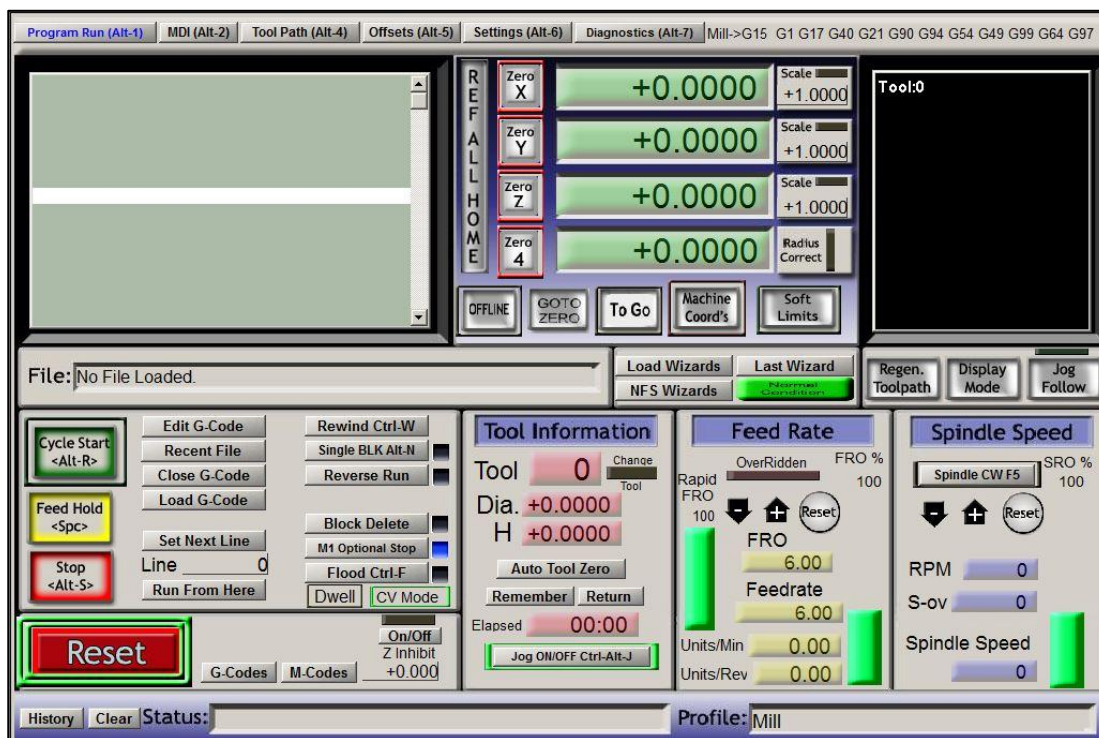 Program Run (Alt-1) MDI (Alt-2) Tool Path (Alt-4) Offsets (Alt-5) Settings (Alt-6) Diagnostics (Alt-7) Mill->G15 G1 G17 G40 G21 G90 G94 G54 G49 G99 G64 G97
REF ALL HOME
Zero X +0.0000 Scale +1.0000
Zero Y +0.0000 Scale +1.0000
Zero Z +0.0000 Scale +1.0000
Zero 4 +0.0000 Radius Correct
OFFLINE GOTO ZERO To Go Machine Coord's Soft Limits
Tool:0
File: No File Loaded.
Load Wizards Last Wizard
NFS Wizards Normal Condition
Regen. Toolpath Display Mode Jog Follow
Cycle Start <Alt-R>
Feed Hold <Spc>
Stop <Alt-S>
Edit G-Code
Recent File
Close G-Code
Load G-Code
Set Next Line
Line 0
Run From Here
Rewind Ctrl-W
Single BLK Alt-N
Reverse Run
Block Delete
M1 Optional Stop
Flood Ctrl-F
Dwell CV Mode
Reset
G-Codes M-Codes
On/Off
Z Inhibit
+0.000
Tool Information
Tool 0 Change Tool
Dia. +0.0000
H +0.0000
Auto Tool Zero
Remember Return
Elapsed 00:00
Jog ON/OFF Ctrl-Alt-J
Feed Rate
OverRidden FRO %
100
Rapid FRO
100
Reset
FRO
6.00
Feedrate
6.00
Units/Min 0.00
Units/Rev 0.00
Spindle Speed
Spindle CW F5 SRO %
100
Reset
RPM 0
S-ov 0
Spindle Speed
0
History Clear Status: Profile: Mill